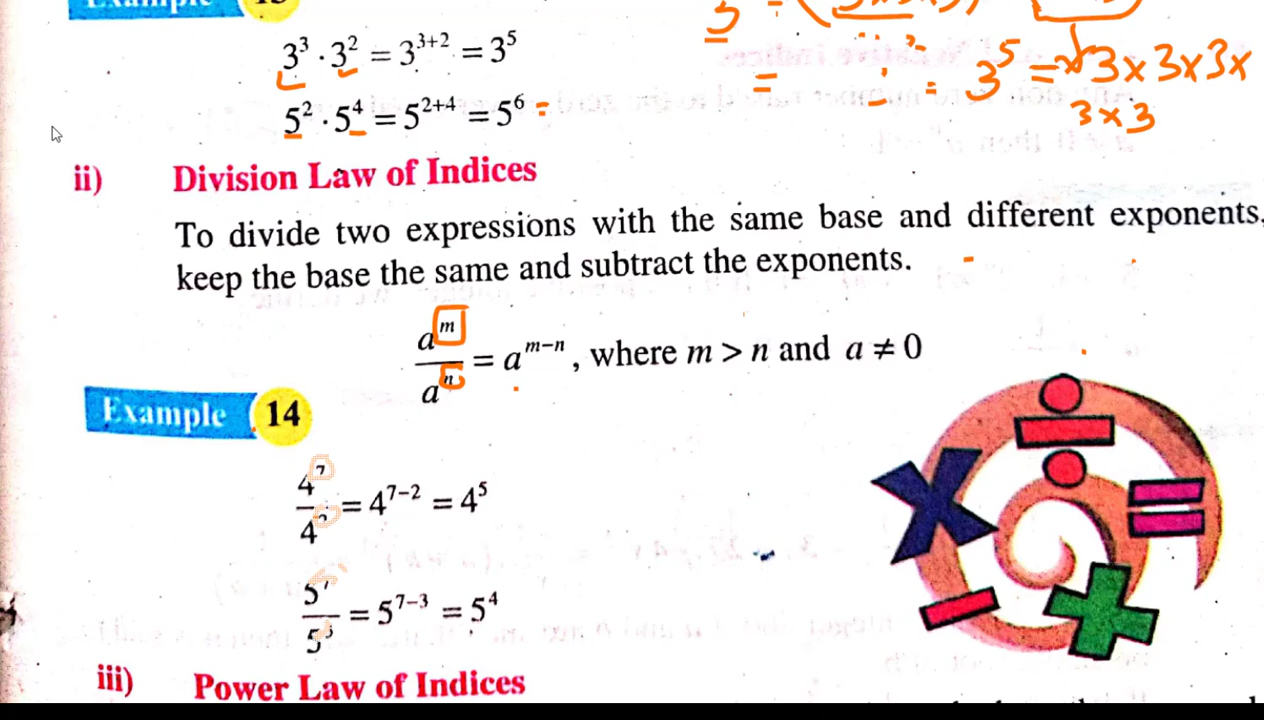 Example
3³ · 3² = 3³⁺² = 3⁵
= 3⁵ = 3×3×3×
3×3
5² · 5⁴ = 5²⁺⁴ = 5⁶
ii) Division Law of Indices
To divide two expressions with the same base and different exponents,
keep the base the same and subtract the exponents.
aᵐ/aⁿ = aᵐ⁻ⁿ, where m > n and a ≠ 0
Example 14
4⁷/4² = 4⁷⁻² = 4⁵
5⁷/5³ = 5⁷⁻³ = 5⁴
iii) Power Law of Indices